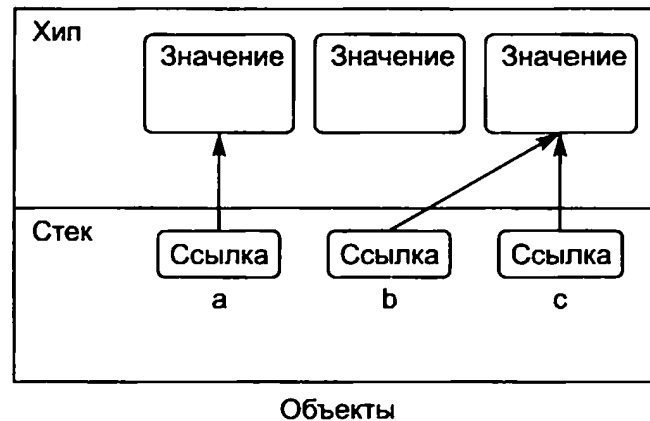 Хип
Значение Значение Значение
Стек
Ссылка Ссылка Ссылка
a b c
Объекты